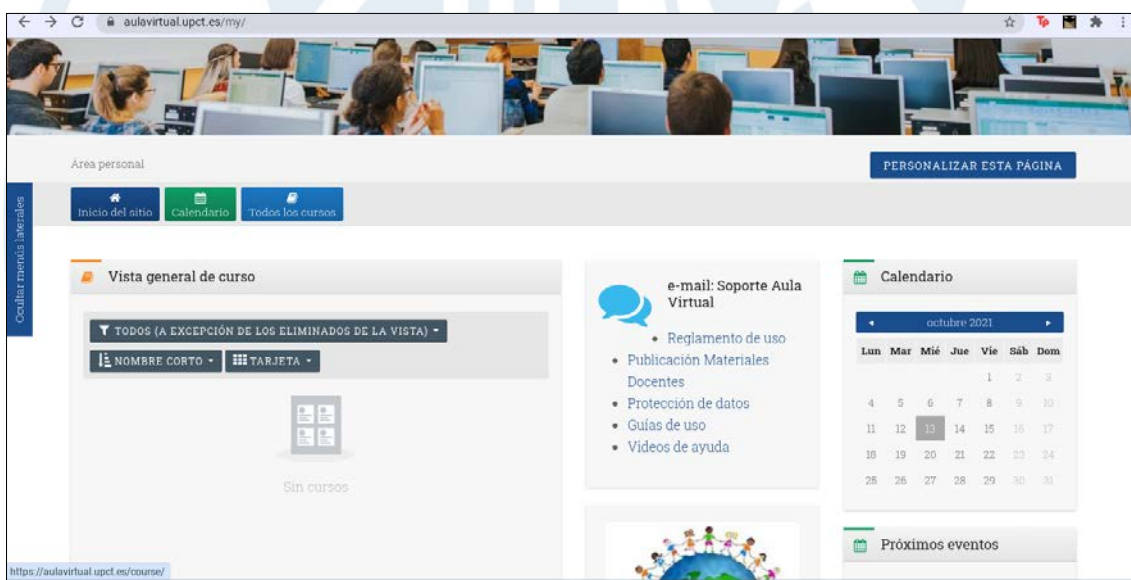 aulavirtual.upct.es/my/
Área personal
PERSONALIZAR ESTA PÁGINA
Ocultar menús laterales
Inicio del sitio
Calendario
Todos los cursos
Vista general de curso
TODOS (A EXCEPCIÓN DE LOS ELIMINADOS DE LA VISTA)
NOMBRE CORTO
TARJETA
Sin cursos
e-mail: Soporte Aula
Virtual
Reglamento de uso
Publicación Materiales
Docentes
Protección de datos
Guías de uso
Videos de ayuda
Calendario
octubre 2021
Lun Mar Mié Jue Vie Sáb Dom
1 2 3
4 5 6 7 8 9 10
11 12 13 14 15 16 17
18 19 20 21 22 23 24
25 26 27 28 29 30 31
Próximos eventos
https://aulavirtual.upct.es/course/